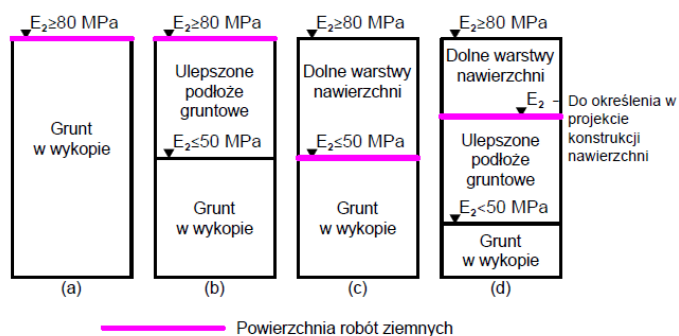 E₂≥80 MPa
Grunt
w wykopie
(a)
E₂≥80 MPa
Ulepszone
podłoże
gruntowe
E₂≤50 MPa
Grunt
w wykopie
(b)
E₂≥80 MPa
Dolne warstwy
nawierzchni
E₂≤50 MPa
Grunt
w wykopie
(c)
E₂≥80 MPa
Dolne warstwy
nawierzchni
E₂ – Do określenia w
projekcie
konstrukcji
nawierzchni
Ulepszone
podłoże
gruntowe
E₂<50 MPa
Grunt
w wykopie
(d)
Powierzchnia robót ziemnych